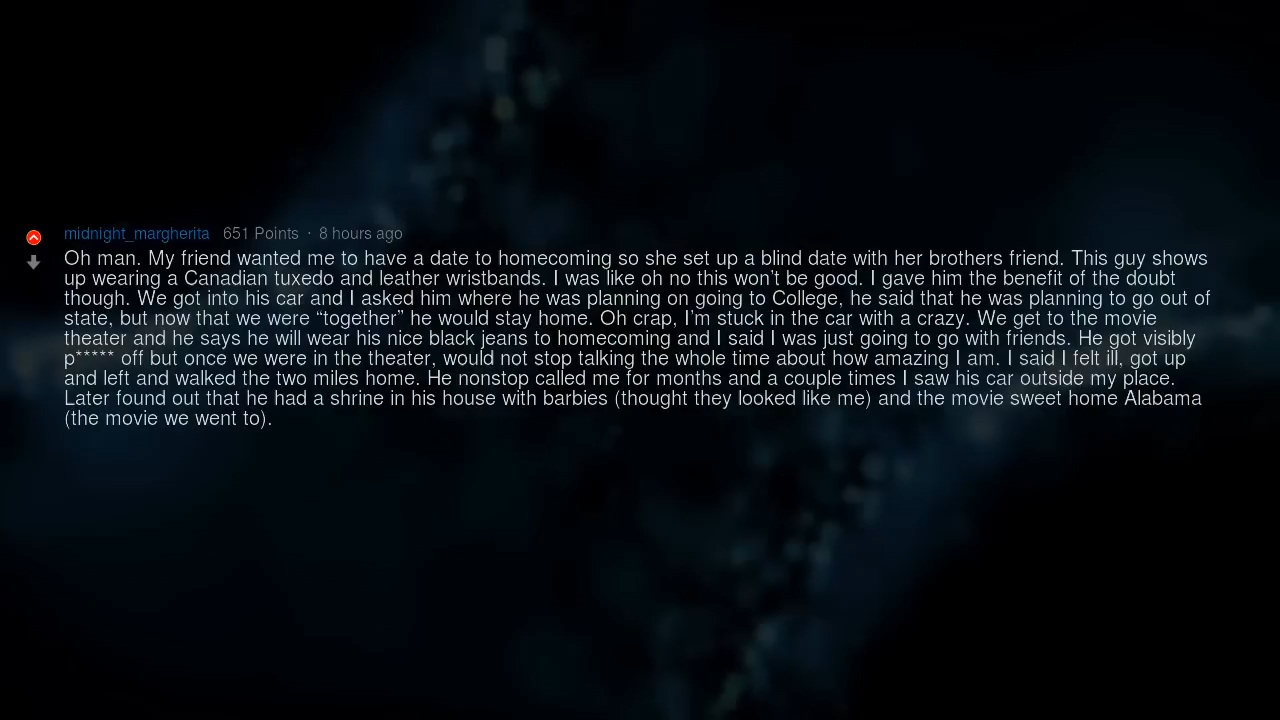 midnight_margherita 651 Points · 8 hours ago
Oh man. My friend wanted me to have a date to homecoming so she set up a blind date with her brothers friend. This guy shows
up wearing a Canadian tuxedo and leather wristbands. I was like oh no this won’t be good. I gave him the benefit of the doubt
though. We got into his car and I asked him where he was planning on going to College, he said that he was planning to go out of
state, but now that we were “together” he would stay home. Oh crap, I’m stuck in the car with a crazy. We get to the movie
theater and he says he will wear his nice black jeans to homecoming and I said I was just going to go with friends. He got visibly
p***** off but once we were in the theater, would not stop talking the whole time about how amazing I am. I said I felt ill, got up
and left and walked the two miles home. He nonstop called me for months and a couple times I saw his car outside my place.
Later found out that he had a shrine in his house with barbies (thought they looked like me) and the movie sweet home Alabama
(the movie we went to).